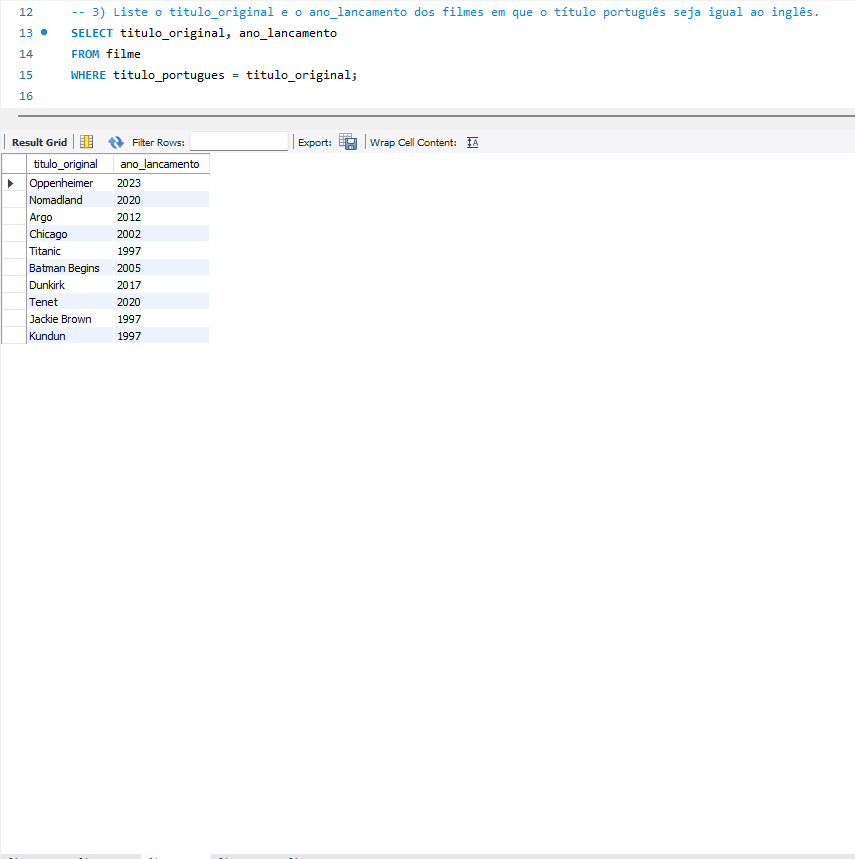 12 -- 3) Liste o titulo_original e o ano_lancamento dos filmes em que o título português seja igual ao inglês.
13 SELECT titulo_original, ano_lancamento
14 FROM filme
15 WHERE titulo_portugues = titulo_original;
16
Result Grid Filter Rows: Export: Wrap Cell Content:
titulo_original ano_lancamento
Oppenheimer 2023
Nomadland 2020
Argo 2012
Chicago 2002
Titanic 1997
Batman Begins 2005
Dunkirk 2017
Tenet 2020
Jackie Brown 1997
Kundun 1997